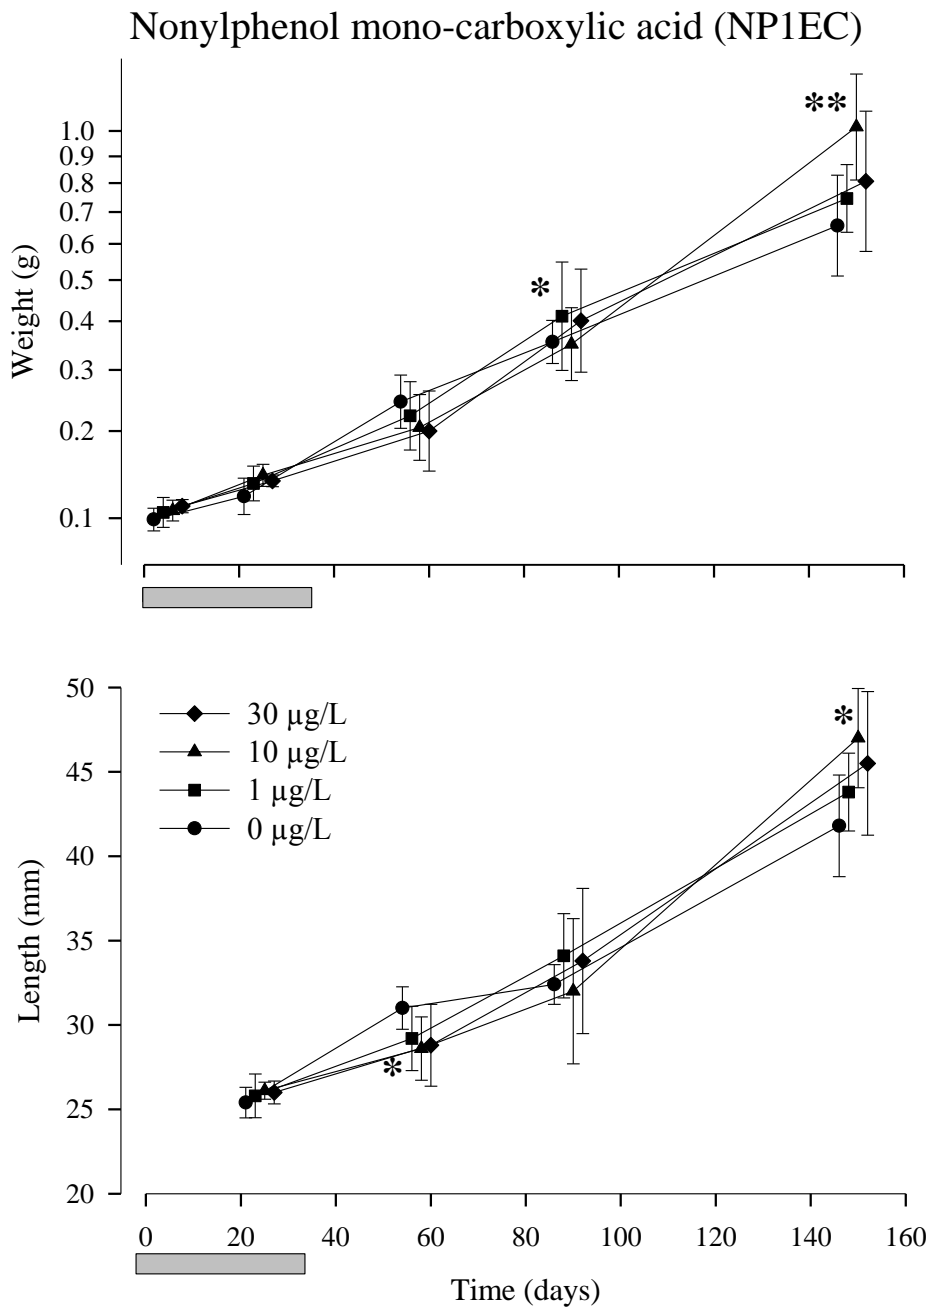 Nonylphenol mono-carboxylic acid (NP1EC)
Weight (g)
1.0
0.9
0.8
0.7
0.6
0.5
0.4
0.3
0.2
0.1
**
*
Length (mm)
50
45
40
35
30
25
20
30 µg/L
10 µg/L
1 µg/L
0 µg/L
*
*
0 20 40 60 80 100 120 140 160
Time (days)